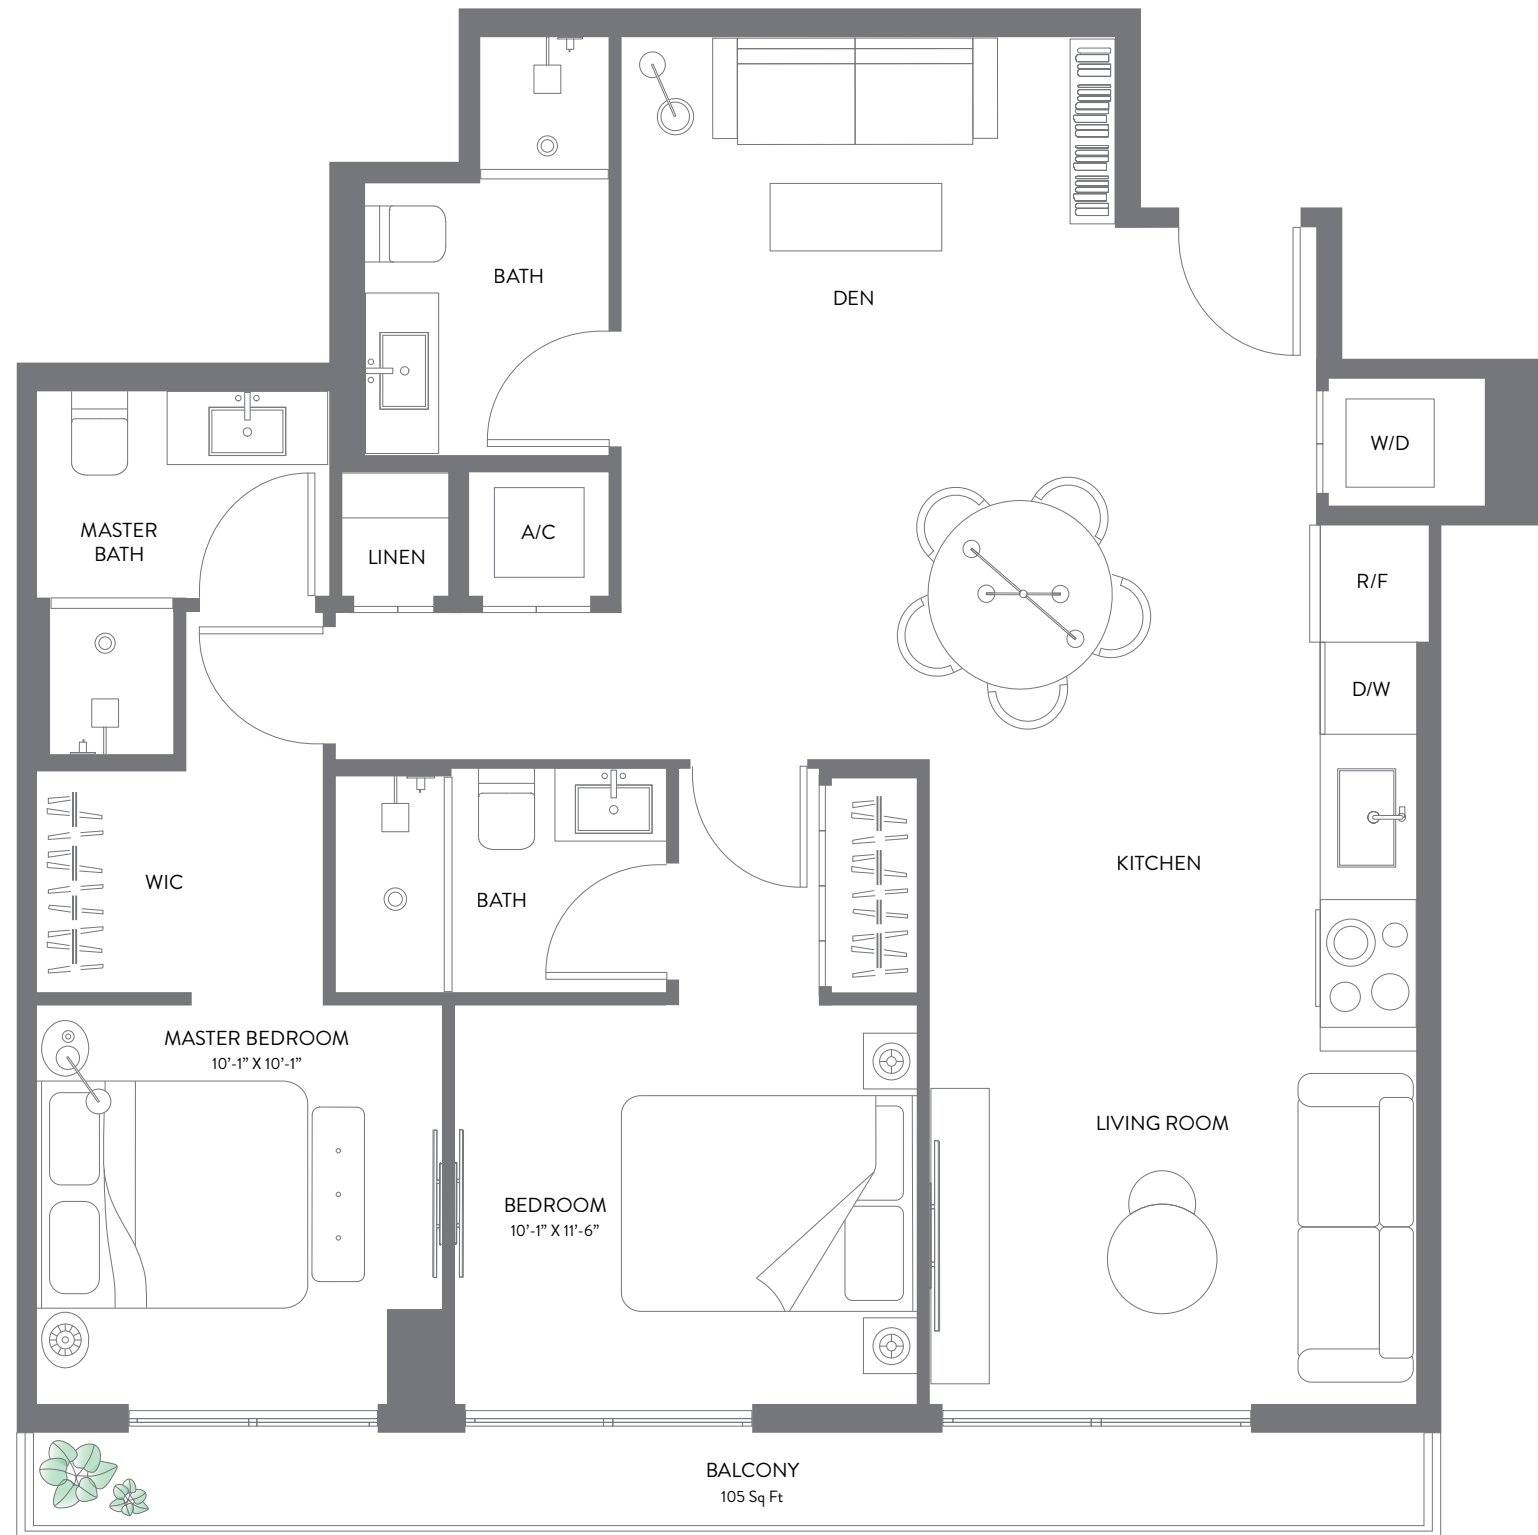 BATH
DEN
W/D
MASTER
BATH
LINEN
A/C
R/F
D/W
KITCHEN
WIC
BATH
MASTER BEDROOM
10’-1” X 10’-1”
LIVING ROOM
BEDROOM
10’-1” X 11’-6”
BALCONY
105 Sq Ft